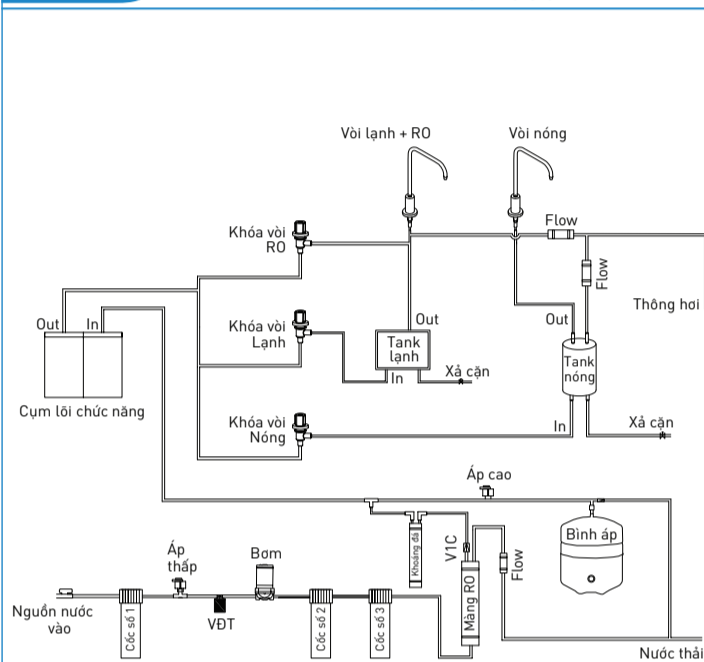 Vòi lạnh + RO
Vòi nóng
Khóa vòi
RO
Flow
Flow
Thông hơi
Out
In
Khóa vòi
Lạnh
Out
Tank
lạnh
In
Xả cặn
Out
Tank
nóng
Cụm lõi chức năng
Khóa vòi
Nóng
In
Xả cặn
Áp cao
Áp
thấp
Bơm
Khoáng đá
V1C
Màng RO
Flow
Bình áp
Nguồn nước
vào
Cốc số 1
VĐT
Cốc số 2
Cốc số 3
Nước thải